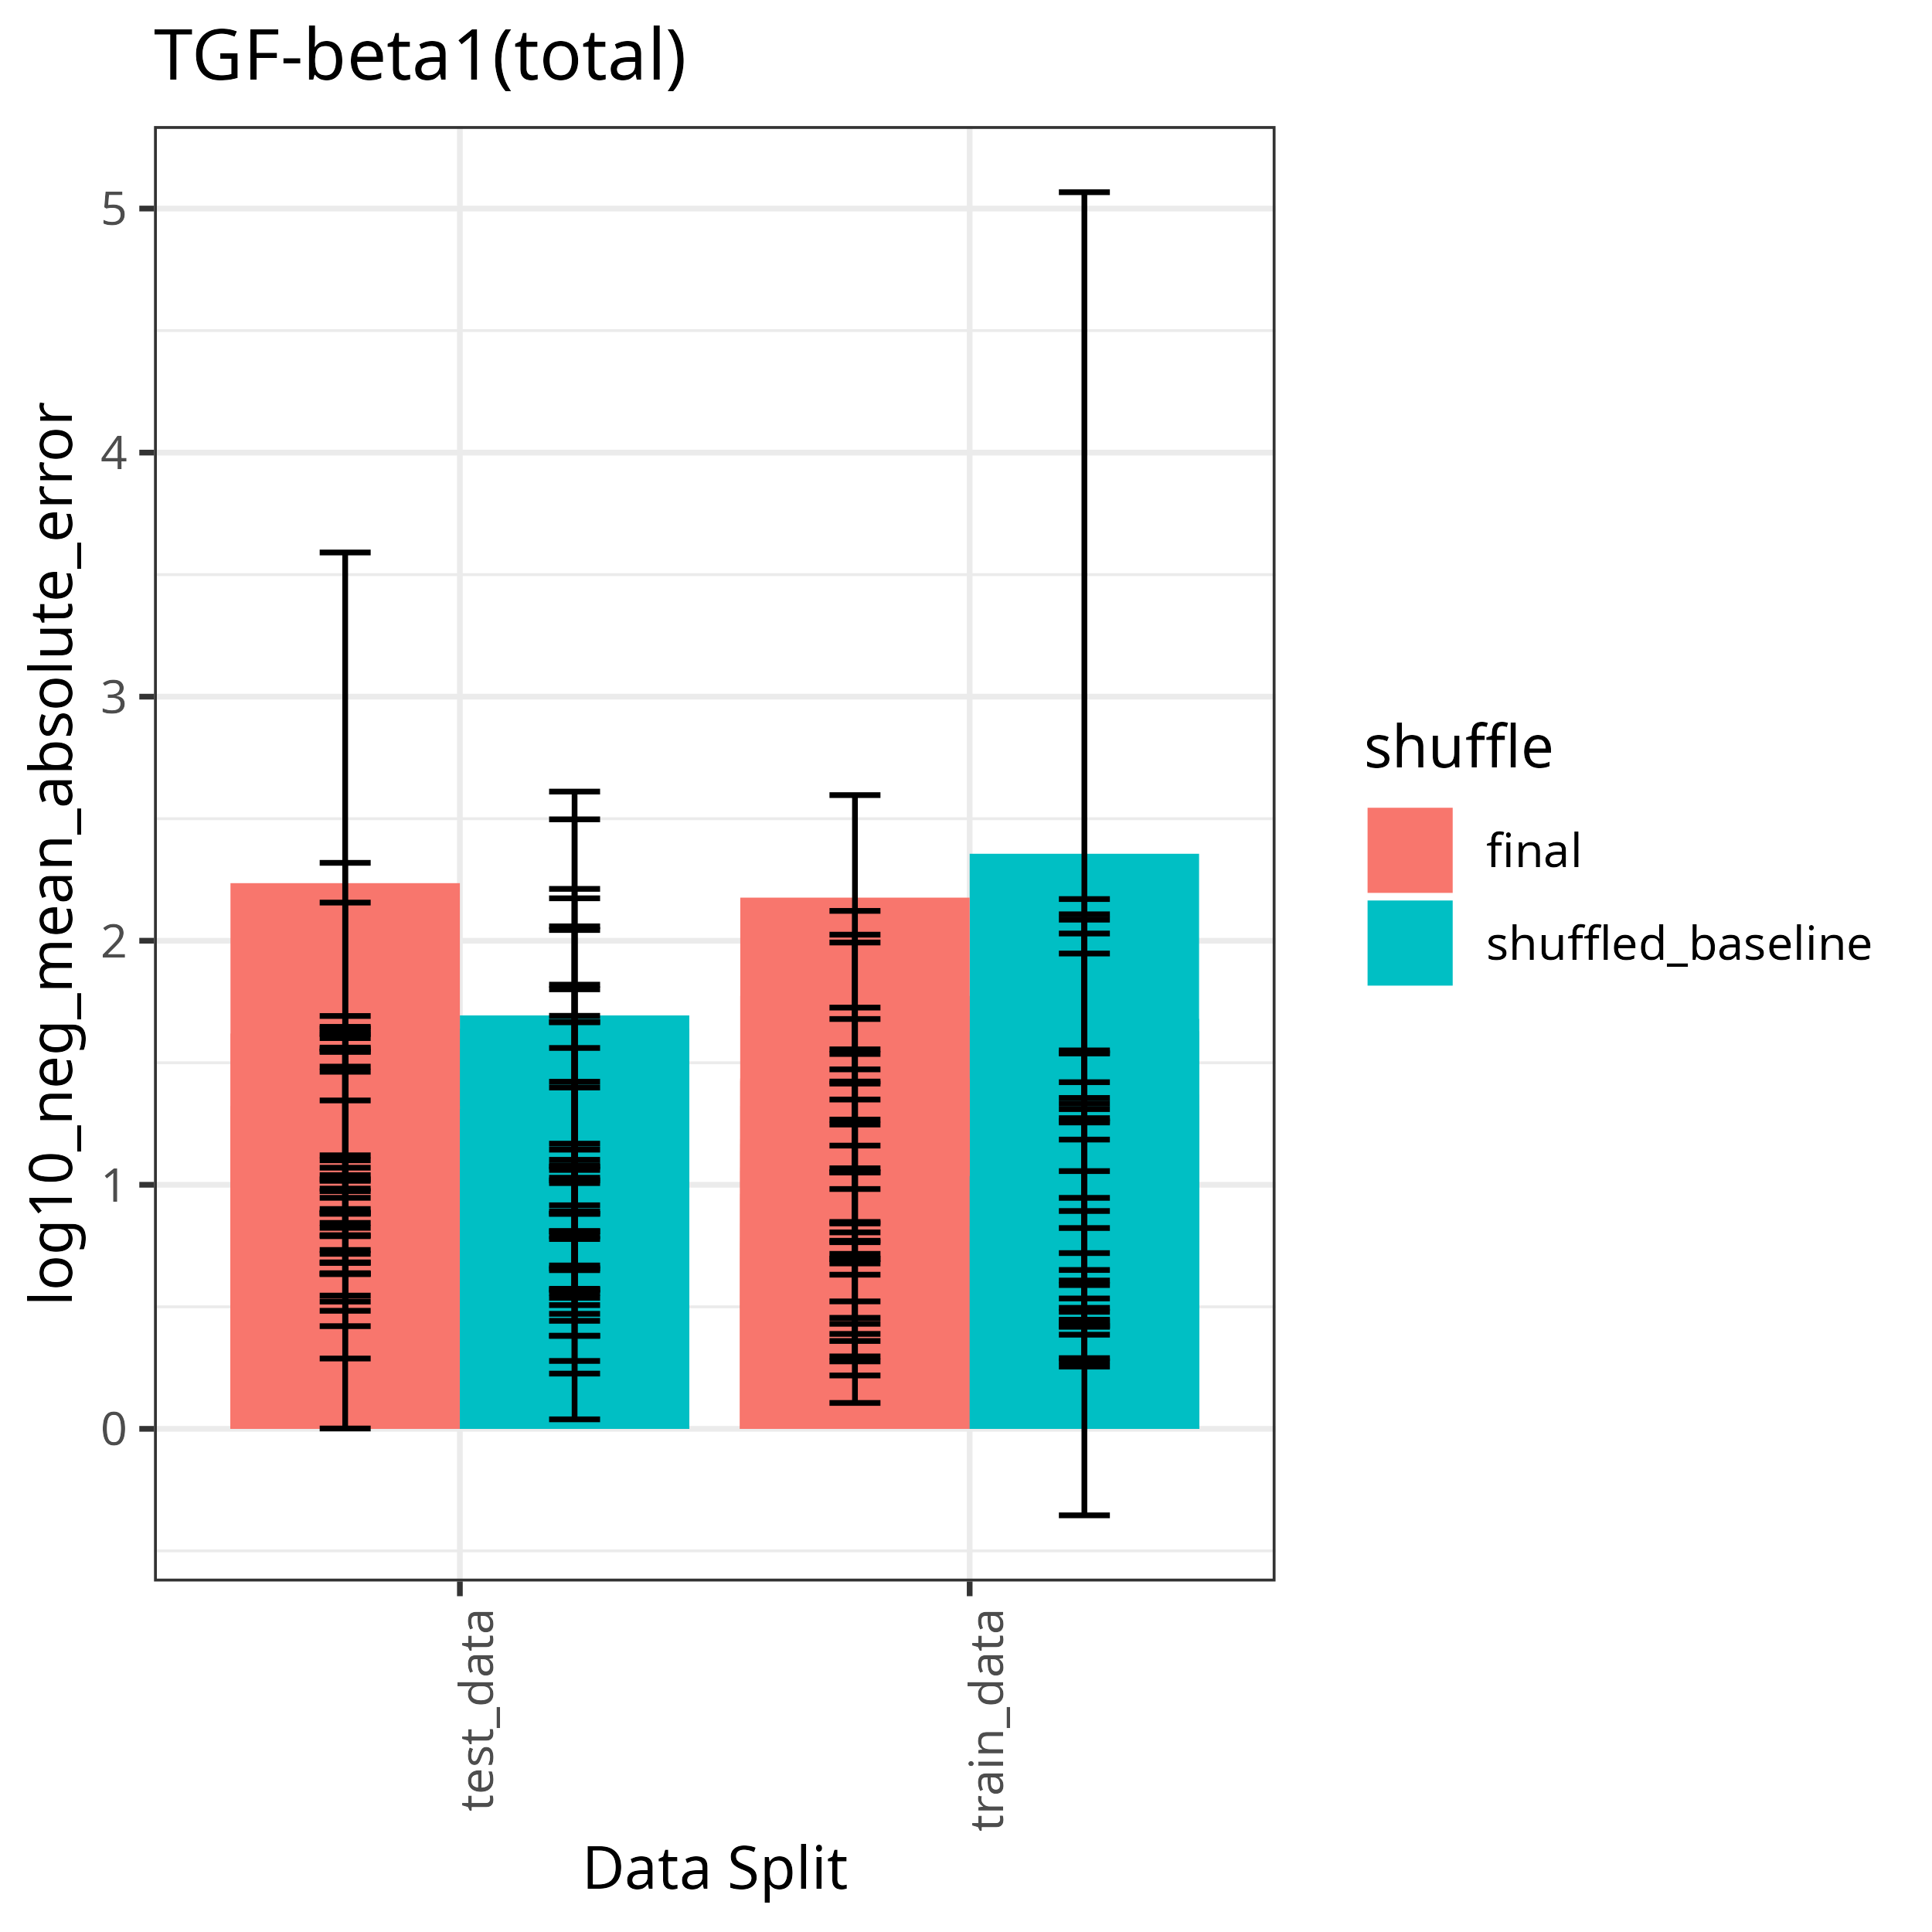 TGF-beta1(total)
log10_neg_mean_absolute_error
5
4
3
2
1
0
test_data
train_data
Data Split
shuffle
final
shuffled_baseline